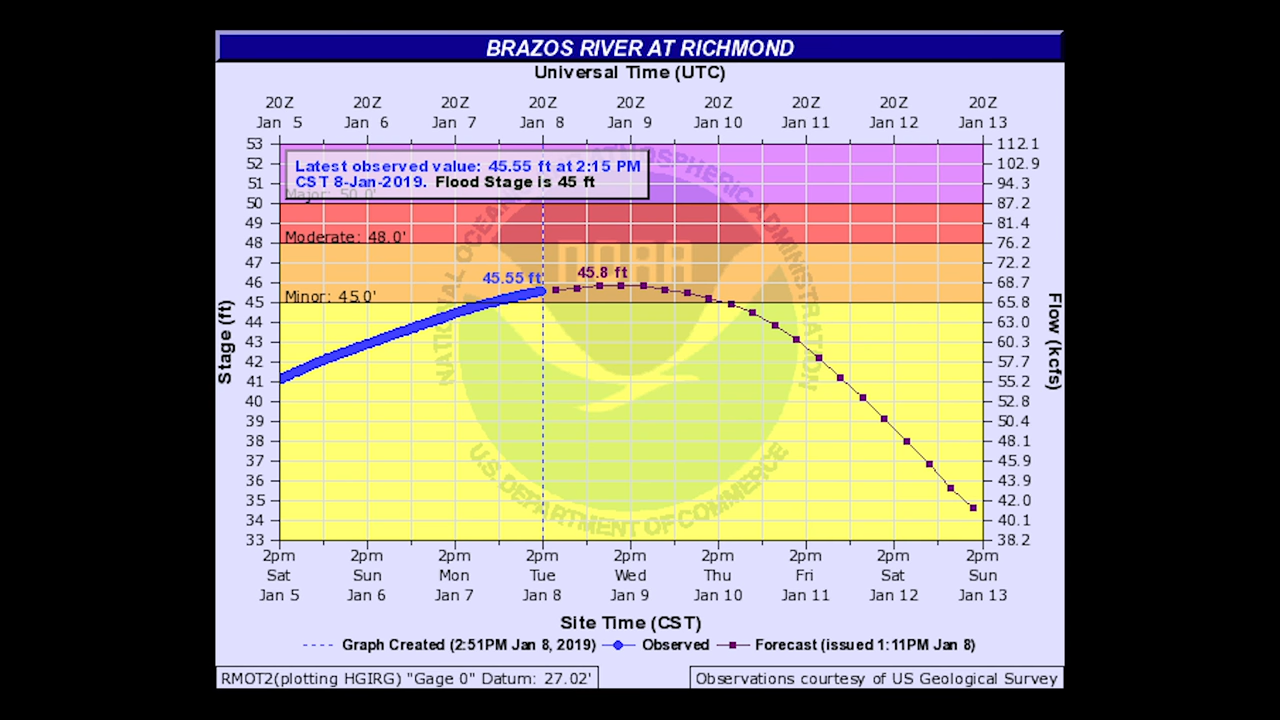 BRAZOS RIVER AT RICHMOND
Universal Time (UTC)
20Z 20Z 20Z 20Z 20Z 20Z 20Z 20Z 20Z
Jan 5 Jan 6 Jan 7 Jan 8 Jan 9 Jan 10 Jan 11 Jan 12 Jan 13
53 112.1
52 102.9
51 94.3
50 87.2
49 81.4
48 76.2
47 72.2
46 68.7
45 65.8
44 63.0
43 60.3
42 57.7
41 55.2
40 52.8
39 50.4
38 48.1
37 45.9
36 43.9
35 42.0
34 40.1
33 38.2
Latest observed value: 45.55 ft at 2:15 PM
CST 8-Jan-2019. Flood Stage is 45 ft
Major: 50.0'
Moderate: 48.0'
Minor: 45.0'
45.55 ft
45.8 ft
NOAA
NATIONAL OCEANIC AND ATMOSPHERIC ADMINISTRATION
U.S. DEPARTMENT OF COMMERCE
Stage (ft)
Flow (kcfs)
2pm 2pm 2pm 2pm 2pm 2pm 2pm 2pm 2pm
Sat Sun Mon Tue Wed Thu Fri Sat Sun
Jan 5 Jan 6 Jan 7 Jan 8 Jan 9 Jan 10 Jan 11 Jan 12 Jan 13
Site Time (CST)
Graph Created (2:51PM Jan 8, 2019) Observed Forecast (issued 1:11PM Jan 8)
RMOT2(plotting HGIRG) "Gage 0" Datum: 27.02'
Observations courtesy of US Geological Survey